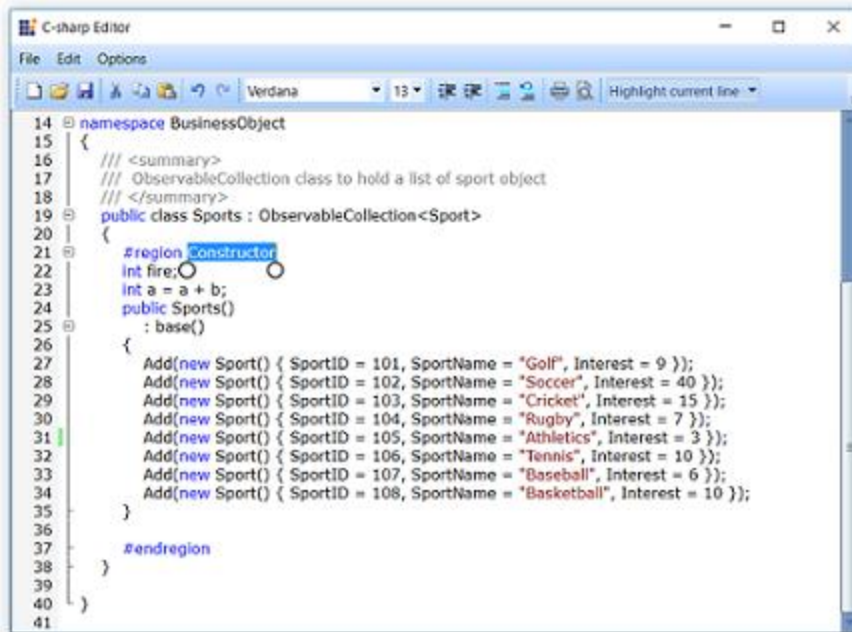 C-sharp Editor
File Edit Options
Verdana 13 Highlight current line
14 namespace BusinessObject
15 {
16 /// <summary>
17 /// ObservableCollection class to hold a list of sport object
18 /// </summary>
19 public class Sports : ObservableCollection<Sport>
20 {
21 #region Constructor
22 int fire;
23 int a = a + b;
24 public Sports()
25 : base()
26 {
27 Add(new Sport() { SportID = 101, SportName = "Golf", Interest = 9 });
28 Add(new Sport() { SportID = 102, SportName = "Soccer", Interest = 40 });
29 Add(new Sport() { SportID = 103, SportName = "Cricket", Interest = 15 });
30 Add(new Sport() { SportID = 104, SportName = "Rugby", Interest = 7 });
31 Add(new Sport() { SportID = 105, SportName = "Athletics", Interest = 3 });
32 Add(new Sport() { SportID = 106, SportName = "Tennis", Interest = 10 });
33 Add(new Sport() { SportID = 107, SportName = "Baseball", Interest = 6 });
34 Add(new Sport() { SportID = 108, SportName = "Basketball", Interest = 10 });
35 }
36
37 #endregion
38 }
39
40 }
41